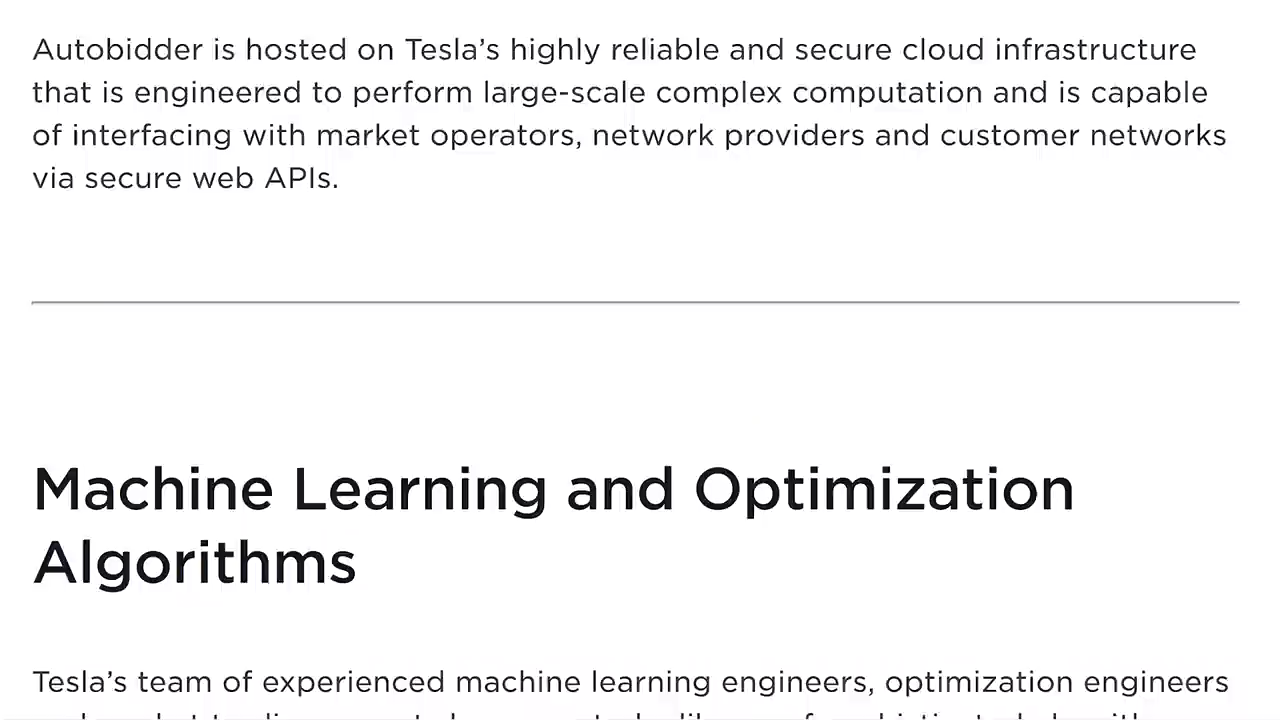 Autobidder is hosted on Tesla’s highly reliable and secure cloud infrastructure
that is engineered to perform large-scale complex computation and is capable
of interfacing with market operators, network providers and customer networks
via secure web APIs.
Machine Learning and Optimization
Algorithms
Tesla’s team of experienced machine learning engineers, optimization engineers